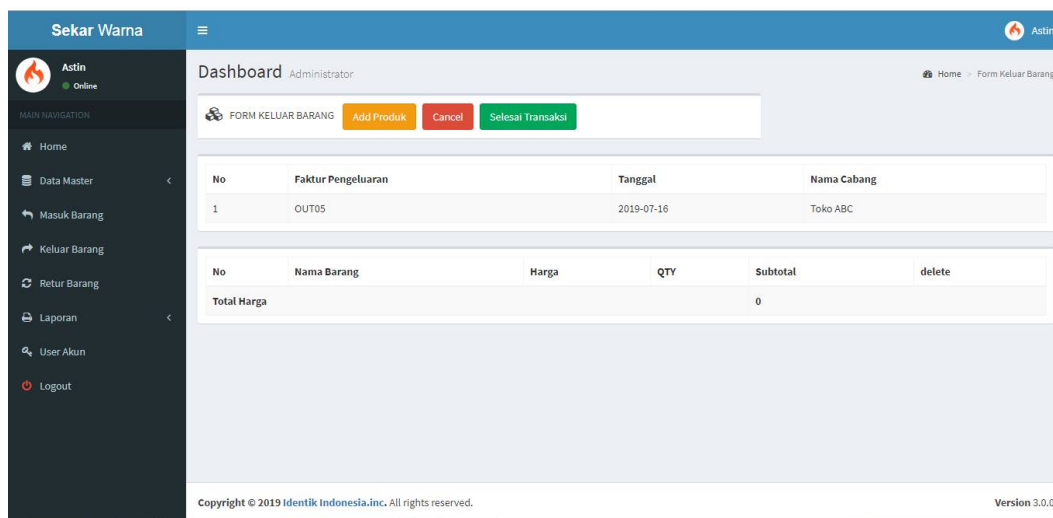 Sekar Warna
Astin
Astin
Online
Dashboard Administrator
Home > Form Keluar Barang
MAIN NAVIGATION
FORM KELUAR BARANG Add Produk Cancel Selesai Transaksi
Home
Data Master
Masuk Barang
Keluar Barang
Retur Barang
Laporan
User Akun
Logout
No Faktur Pengeluaran Tanggal Nama Cabang
1 OUT05 2019-07-16 Toko ABC
No Nama Barang Harga QTY Subtotal delete
Total Harga 0
Copyright © 2019 Identik Indonesia.inc. All rights reserved.
Version 3.0.0